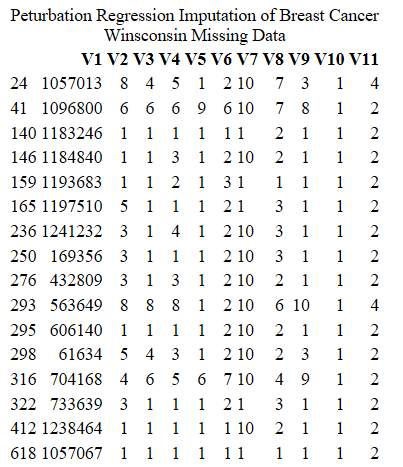 Peturbation Regression Imputation of Breast Cancer
Winsconsin Missing Data
V1 V2 V3 V4 V5 V6 V7 V8 V9 V10 V11
24 1057013 8 4 5 1 2 10 7 3 1 4
41 1096800 6 6 6 9 6 10 7 8 1 2
140 1183246 1 1 1 1 1 1 2 1 1 2
146 1184840 1 1 3 1 2 10 2 1 1 2
159 1193683 1 1 2 1 3 1 1 1 1 2
165 1197510 5 1 1 1 2 1 3 1 1 2
236 1241232 3 1 4 1 2 10 3 1 1 2
250 169356 3 1 1 1 2 10 3 1 1 2
276 432809 3 1 3 1 2 10 2 1 1 2
293 563649 8 8 8 1 2 10 6 10 1 4
295 606140 1 1 1 1 2 10 2 1 1 2
298 61634 5 4 3 1 2 10 2 3 1 2
316 704168 4 6 5 6 7 10 4 9 1 2
322 733639 3 1 1 1 2 1 3 1 1 2
412 1238464 1 1 1 1 1 10 2 1 1 2
618 1057067 1 1 1 1 1 1 1 1 1 2